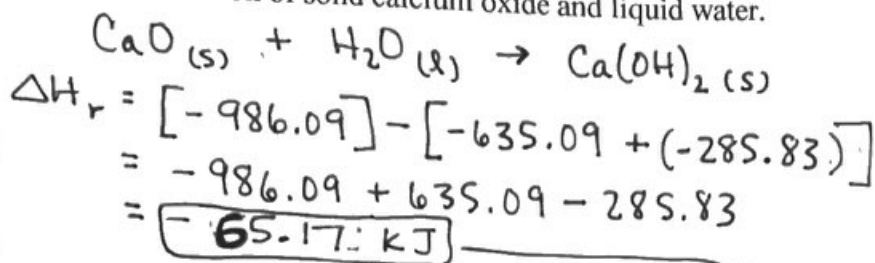 solid calcium oxide and liquid water.
CaO (s) + H₂O (l) → Ca(OH)₂ (s)
ΔHᵣ = [-986.09] - [-635.09 + (-285.83)]
= -986.09 + 635.09 - 285.83
= -65.17 kJ